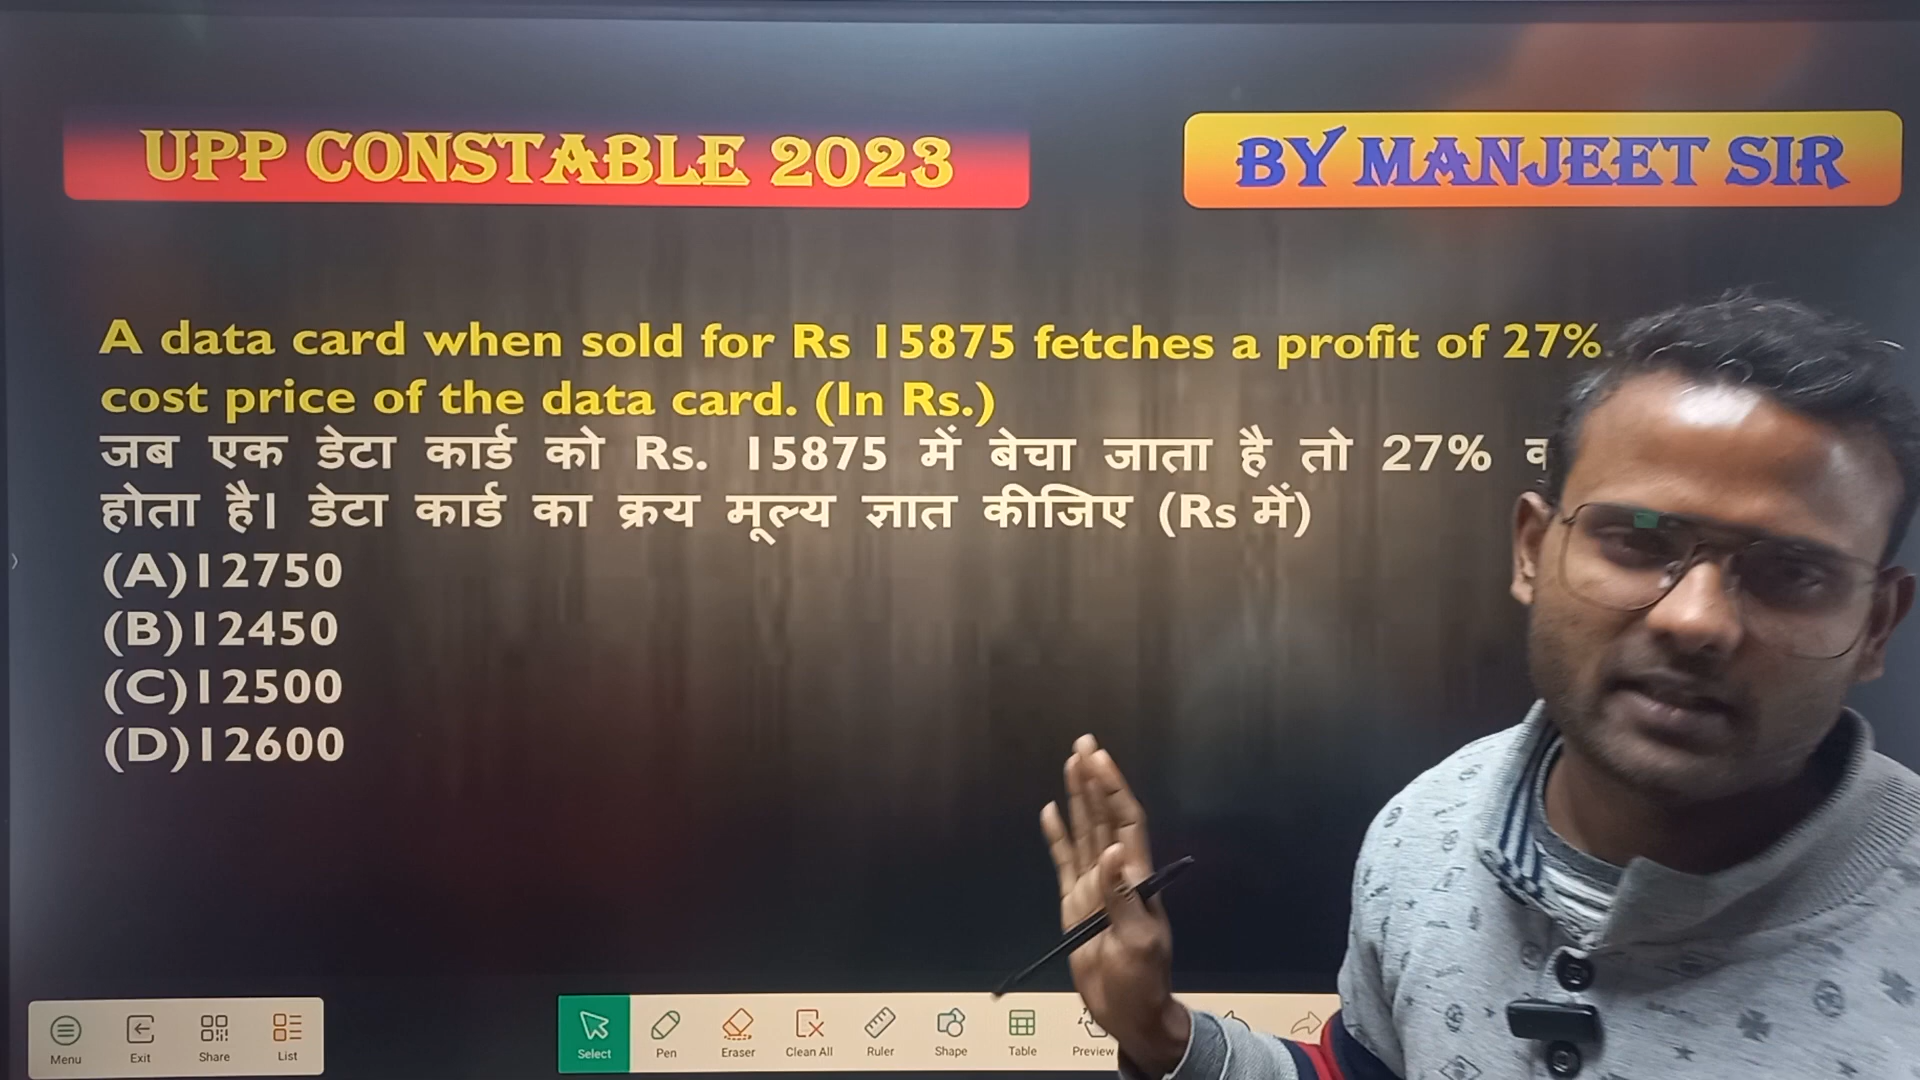 UPP CONSTABLE 2023
BY MANJEET SIR
A data card when sold for Rs 15875 fetches a profit of 27%.
cost price of the data card. (In Rs.)
जब एक डेटा कार्ड को Rs. 15875 में बेचा जाता है तो 27%
होता है। डेटा कार्ड का क्रय मूल्य ज्ञात कीजिए (Rs में)
(A)12750
(B)12450
(C)12500
(D)12600
Menu Exit Share List Select Pen Eraser Clean All Ruler Shape Table Preview